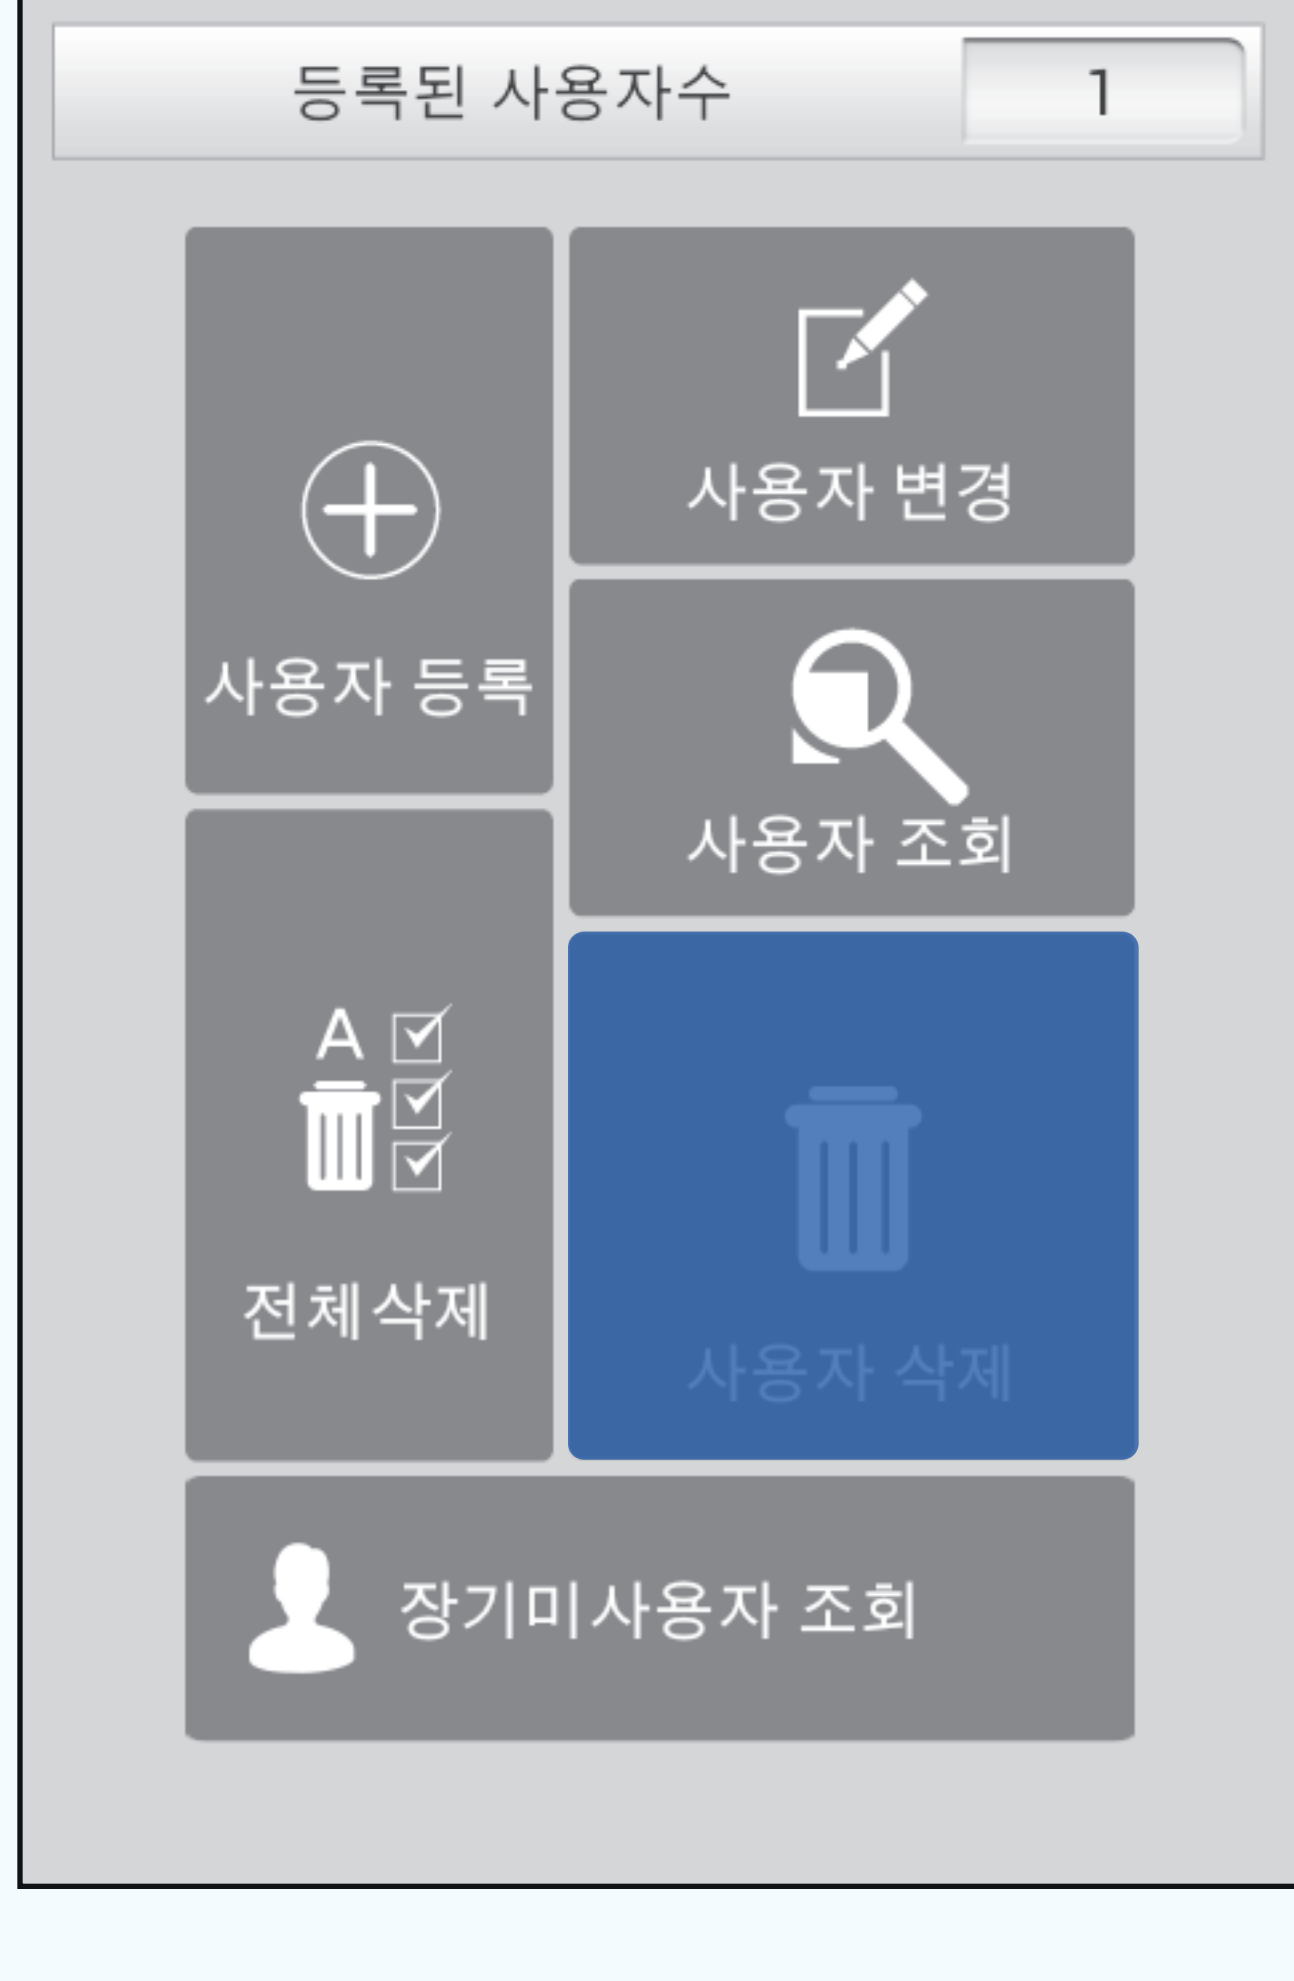 등록된 사용자수 1
사용자 변경
사용자 등록
사용자 조회
A
전체삭제
사용자 삭제
장기미사용자 조회